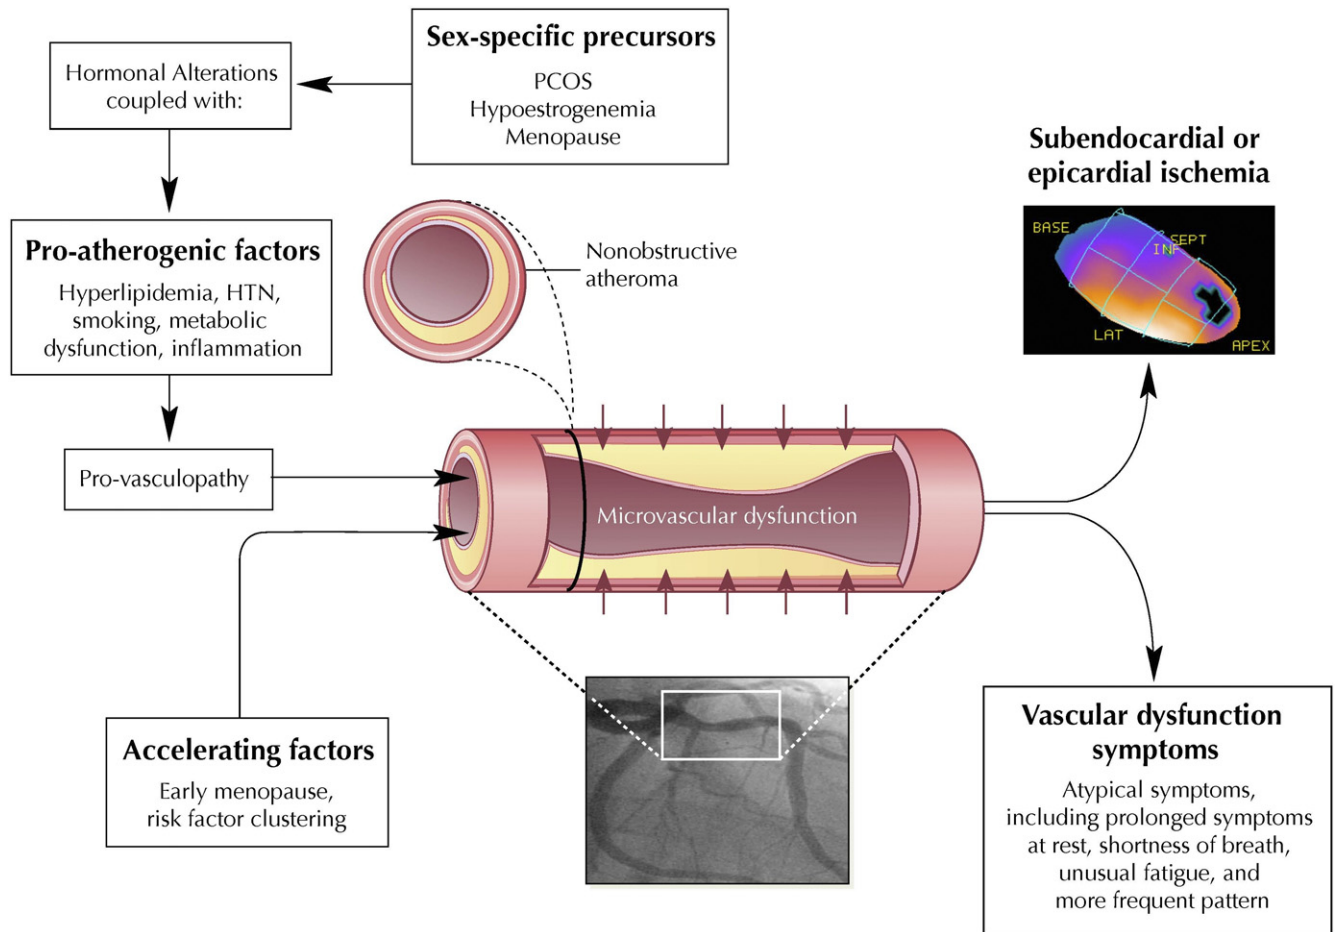 Sex-specific precursors
PCOS
Hypoestrogenemia
Menopause
Hormonal Alterations
coupled with:
Pro-atherogenic factors
Hyperlipidemia, HTN,
smoking, metabolic
dysfunction, inflammation
Pro-vasculopathy
Accelerating factors
Early menopause,
risk factor clustering
Nonobstructive
atheroma
Microvascular dysfunction
Subendocardial or
epicardial ischemia
BASE
SEPT
INF
LAT
APEX
Vascular dysfunction
symptoms
Atypical symptoms,
including prolonged symptoms
at rest, shortness of breath,
unusual fatigue, and
more frequent pattern